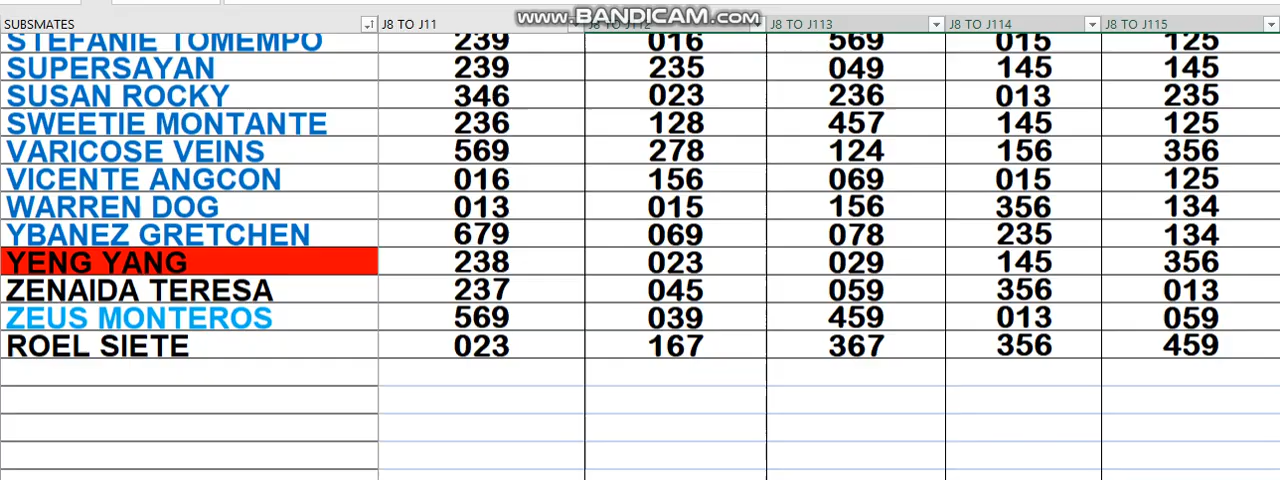 www.BANDICAM.com
SUBSMATES J8 TO J11 J8 TO J112 J8 TO J113 J8 TO J114 J8 TO J115
STEFANIE TOMEMPO 239 016 569 015 125
SUPERSAYAN 239 235 049 145 145
SUSAN ROCKY 346 023 236 013 235
SWEETIE MONTANTE 236 128 457 145 125
VARICOSE VEINS 569 278 124 156 356
VICENTE ANGCON 016 156 069 015 125
WARREN DOG 013 015 156 356 134
YBANEZ GRETCHEN 679 069 078 235 134
YENG YANG 238 023 029 145 356
ZENAIDA TERESA 237 045 059 356 013
ZEUS MONTEROS 569 039 459 013 059
ROEL SIETE 023 167 367 356 459